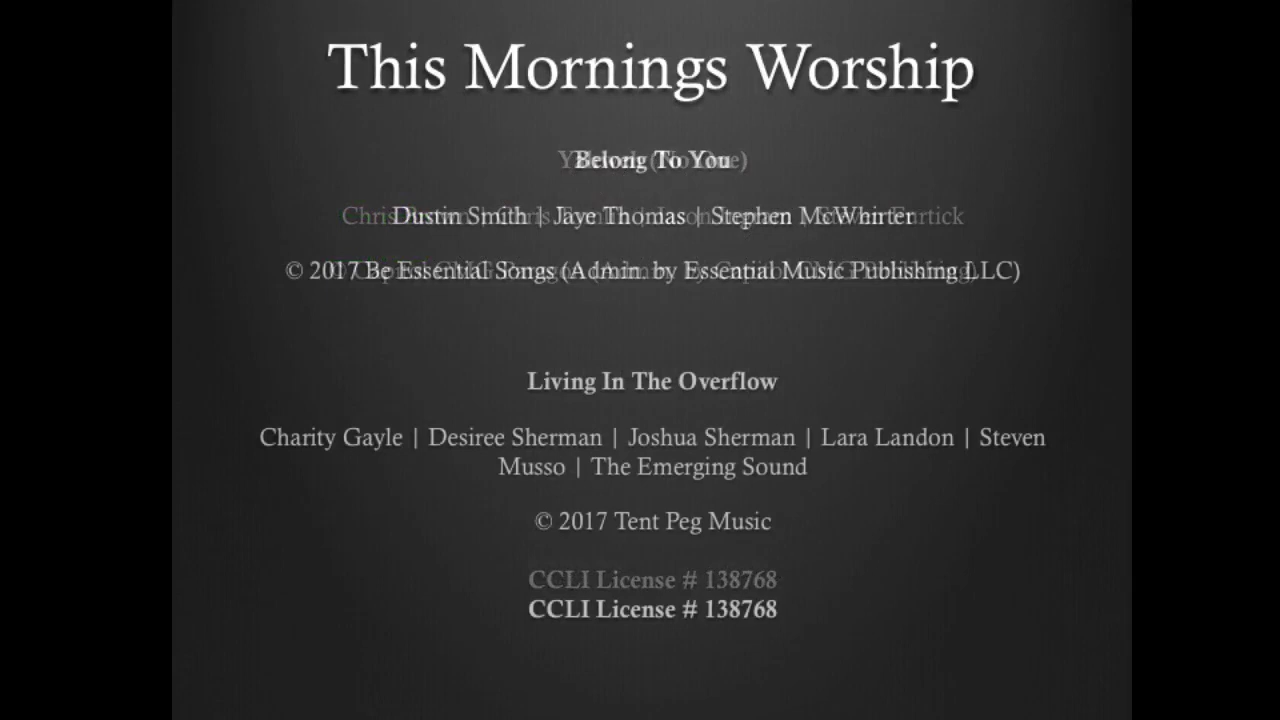 This Mornings Worship
Belong To You
Dustin Smith | Jaye Thomas | Stephen McWhirter
© 2017 Be Essential Songs (Admin. by Essential Music Publishing LLC)
Living In The Overflow
Charity Gayle | Desiree Sherman | Joshua Sherman | Lara Landon | Steven
Musso | The Emerging Sound
© 2017 Tent Peg Music
CCLI License # 138768
CCLI License # 138768